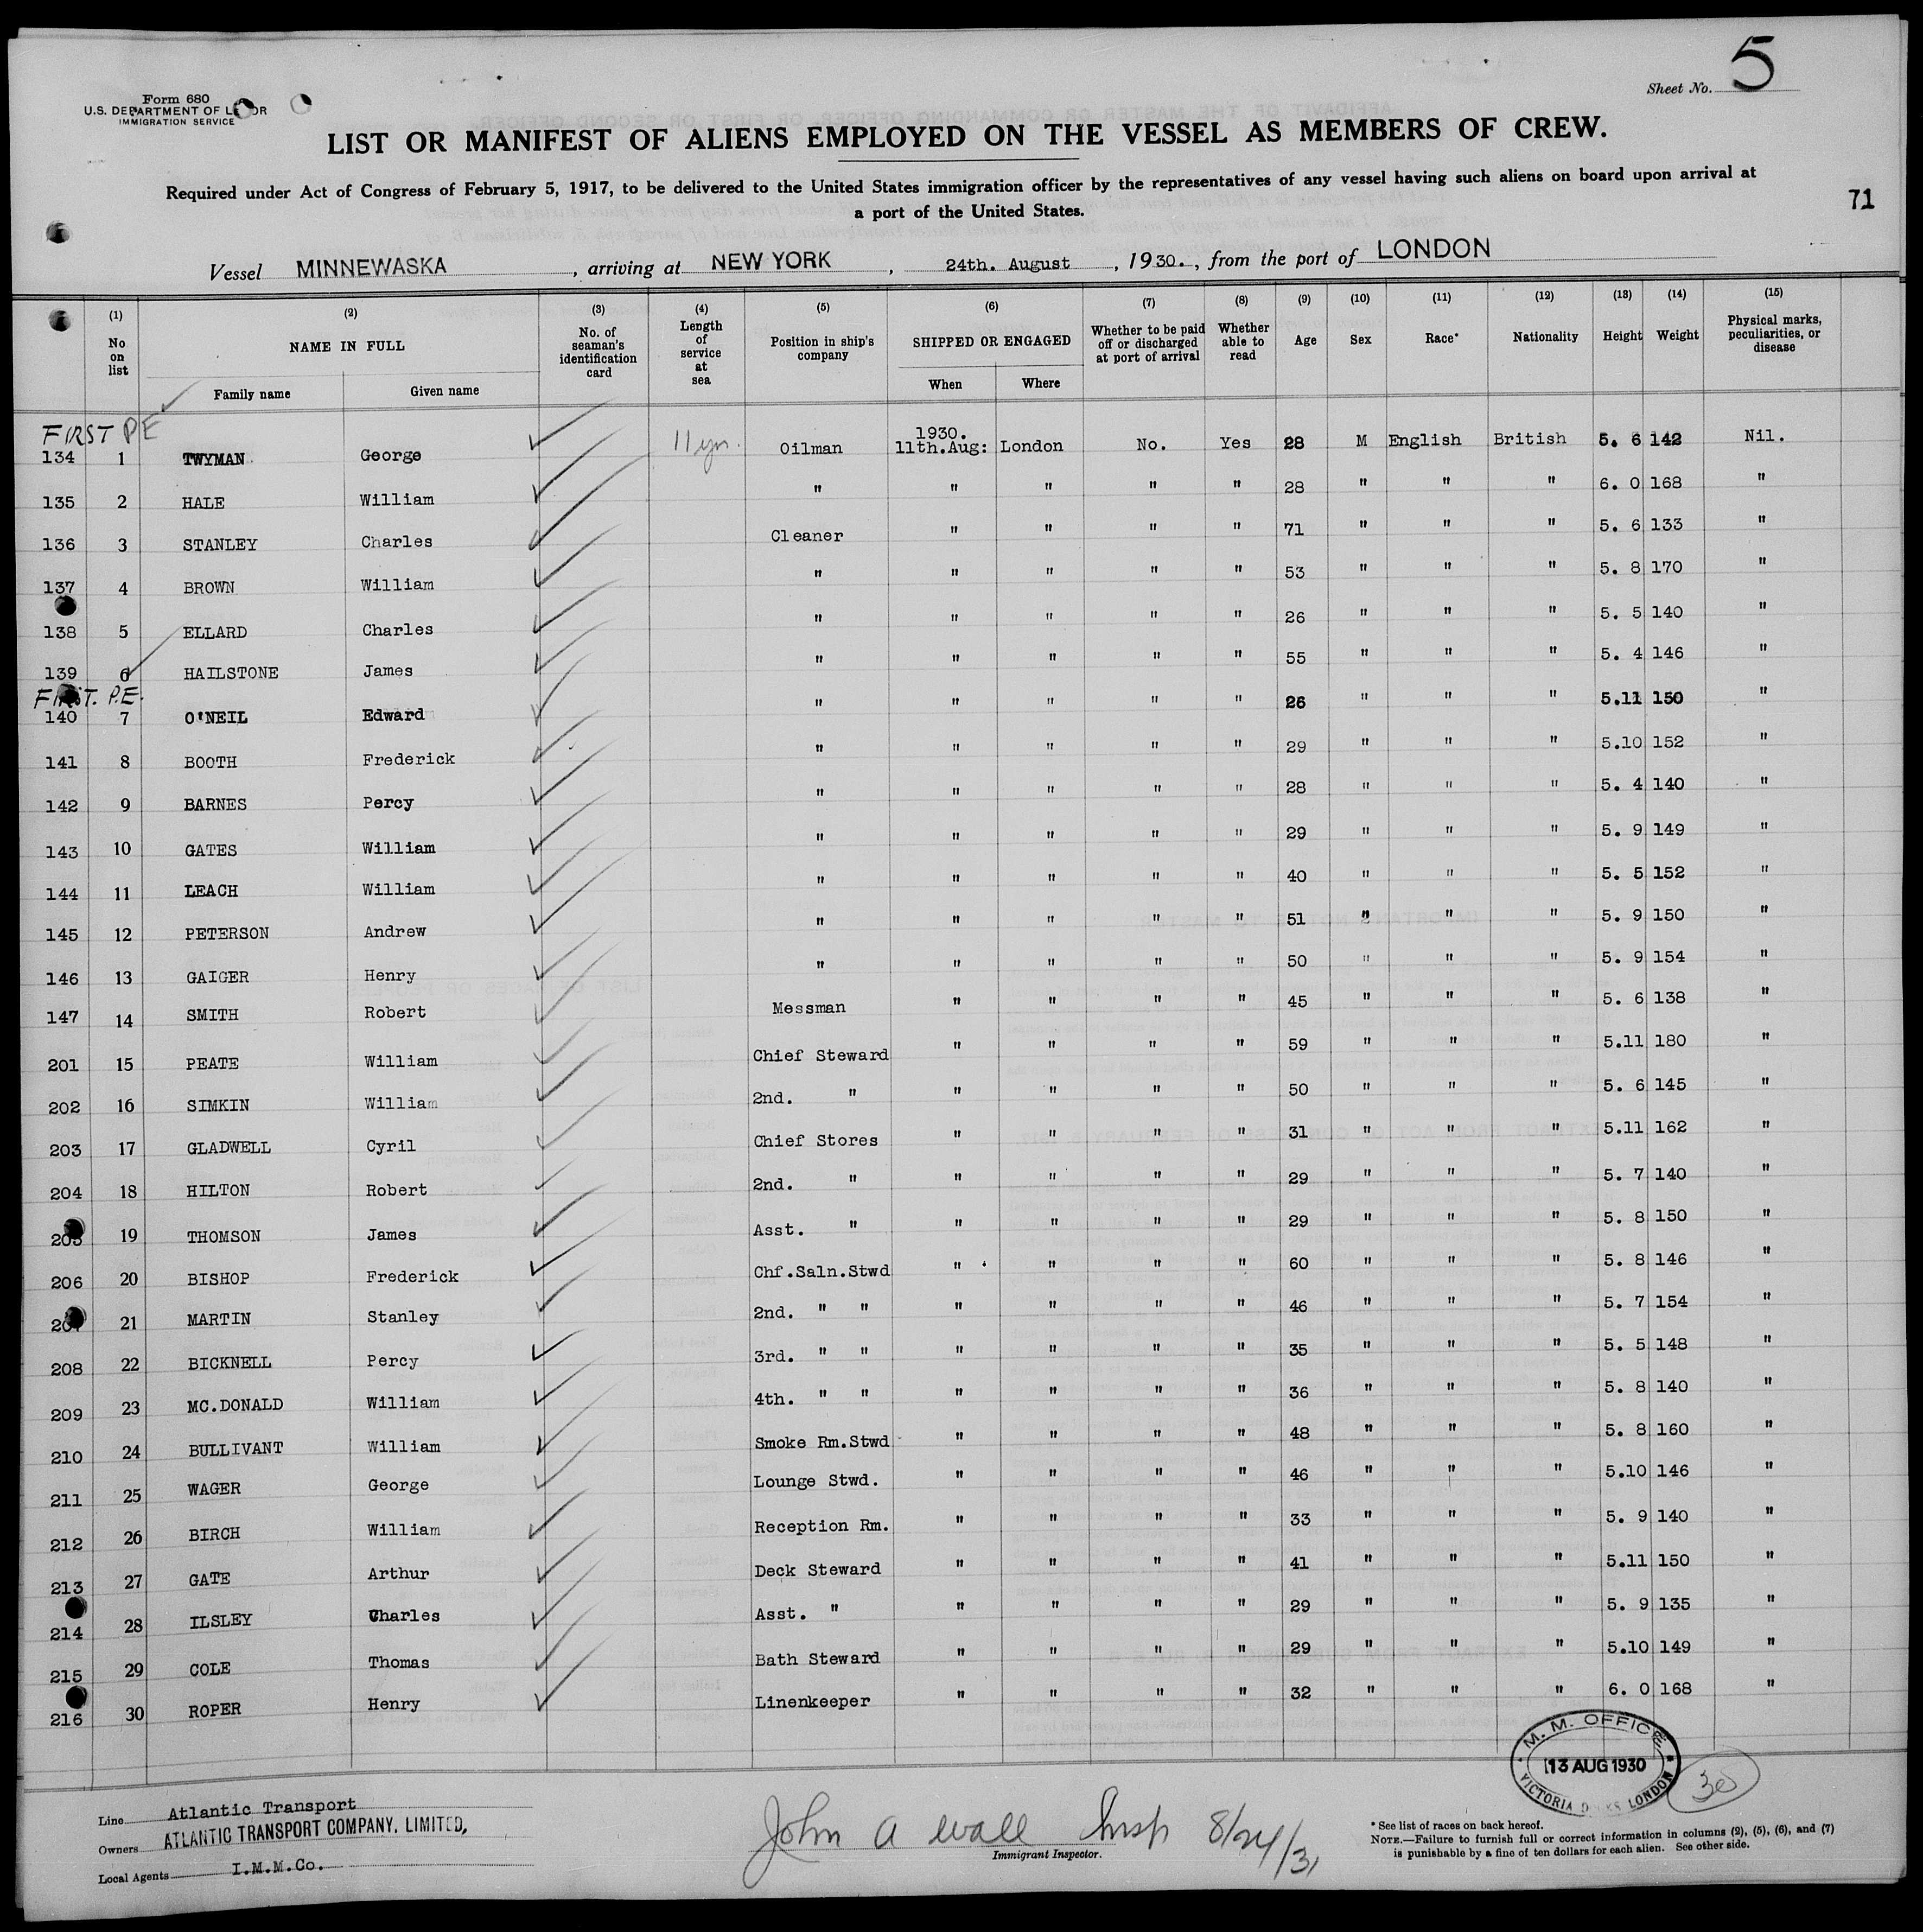 Form 680
U.S. DEPARTMENT OF LABOR
IMMIGRATION SERVICE
Sheet No. 5
LIST OR MANIFEST OF ALIENS EMPLOYED ON THE VESSEL AS MEMBERS OF CREW.
Required under Act of Congress of February 5, 1917, to be delivered to the United States immigration officer by the representatives of any vessel having such aliens on board upon arrival at
a port of the United States.
71
Vessel MINNEWASKA, arriving at NEW YORK, 24th. August, 1930., from the port of LONDON
(1) (2) (3) (4) (5) (6) (7) (8) (9) (10) (11) (12) (13) (14) (15)
No on list NAME IN FULL No. of seaman's identification card Length of service at sea Position in ship's company SHIPPED OR ENGAGED Whether to be paid off or discharged at port of arrival Whether able to read Age Sex Race* Nationality Height Weight Physical marks, peculiarities, or disease
Family name Given name When Where
FIRST P.E
134 1 TWYMAN George 11 yrs. Oilman 1930. 11th.Aug: London No. Yes 28 M English British 5. 6 142 Nil.
135 2 HALE William " " " " " 28 " " " 6. 0 168 "
136 3 STANLEY Charles Cleaner " " " " 71 " " " 5. 6 133 "
137 4 BROWN William " " " " " 53 " " " 5. 8 170 "
138 5 ELLARD Charles " " " " " 26 " " " 5. 5 140 "
139 6 HAILSTONE James " " " " " 55 " " " 5. 4 146 "
FIRST. P.E.
140 7 O'NEIL Edward " " " " " 26 " " " 5.11 150 "
141 8 BOOTH Frederick " " " " " 29 " " " 5.10 152 "
142 9 BARNES Percy " " " " " 28 " " " 5. 4 140 "
143 10 GATES William " " " " " 29 " " " 5. 9 149 "
144 11 LEACH William " " " " " 40 " " " 5. 5 152 "
145 12 PETERSON Andrew " " " " " 51 " " " 5. 9 150 "
146 13 GAIGER Henry " " " " " 50 " " " 5. 9 154 "
147 14 SMITH Robert Messman " " " " 45 " " " 5. 6 138 "
201 15 PEATE William Chief Steward " " " " 59 " " " 5.11 180 "
202 16 SIMKIN William 2nd. " " " " " 50 " " " 5. 6 145 "
203 17 GLADWELL Cyril Chief Stores " " " " 31 " " " 5.11 162 "
204 18 HILTON Robert 2nd. " " " " " 29 " " " 5. 7 140 "
205 19 THOMSON James Asst. " " " " " 29 " " " 5. 8 150 "
206 20 BISHOP Frederick Chf.Saln.Stwd " " " " 60 " " " 5. 8 146 "
207 21 MARTIN Stanley 2nd. " " " " " " 46 " " " 5. 7 154 "
208 22 BICKNELL Percy 3rd. " " " " " " 35 " " " 5. 5 148 "
209 23 MC.DONALD William 4th. " " " " " " 36 " " " 5. 8 140 "
210 24 BULLIVANT William Smoke Rm.Stwd " " " " 48 " " " 5. 8 160 "
211 25 WAGER George Lounge Stwd. " " " " 46 " " " 5.10 146 "
212 26 BIRCH William Reception Rm. " " " " 33 " " " 5. 9 140 "
213 27 GATE Arthur Deck Steward " " " " 41 " " " 5.11 150 "
214 28 ILSLEY Charles Asst. " " " " " 29 " " " 5. 9 135 "
215 29 COLE Thomas Bath Steward " " " " 29 " " " 5.10 149 "
216 30 ROPER Henry Linenkeeper " " " " 32 " " " 6. 0 168 "
M. M. OFFICE
13 AUG 1930
VICTORIA DOCKS LONDON
30
Line Atlantic Transport
Owners ATLANTIC TRANSPORT COMPANY, LIMITED,
Local Agents I.M.M.Co.
John A Wall Insp 8/24/31
Immigrant Inspector.
* See list of races on back hereof.
NOTE.—Failure to furnish full or correct information in columns (2), (5), (6), and (7)
is punishable by a fine of ten dollars for each alien. See other side.